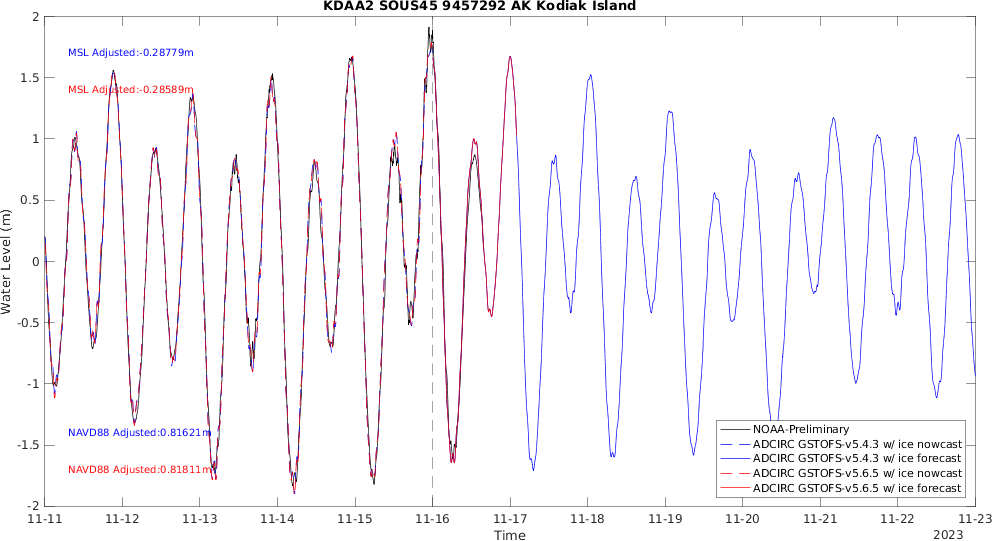 KDAA2 SOUS45 9457292 AK Kodiak Island
2
1.5
1
0.5
0
-0.5
-1
-1.5
-2
Water Level (m)
MSL Adjusted:-0.28779m
MSL Adjusted:-0.28589m
NAVD88 Adjusted:0.81621m
NAVD88 Adjusted:0.81811m
NOAA-Preliminary
ADCIRC GSTOFS-v5.4.3 w/ ice nowcast
ADCIRC GSTOFS-v5.4.3 w/ ice forecast
ADCIRC GSTOFS-v5.6.5 w/ ice nowcast
ADCIRC GSTOFS-v5.6.5 w/ ice forecast
11-11 11-12 11-13 11-14 11-15 11-16 11-17 11-18 11-19 11-20 11-21 11-22 11-23
Time
2023